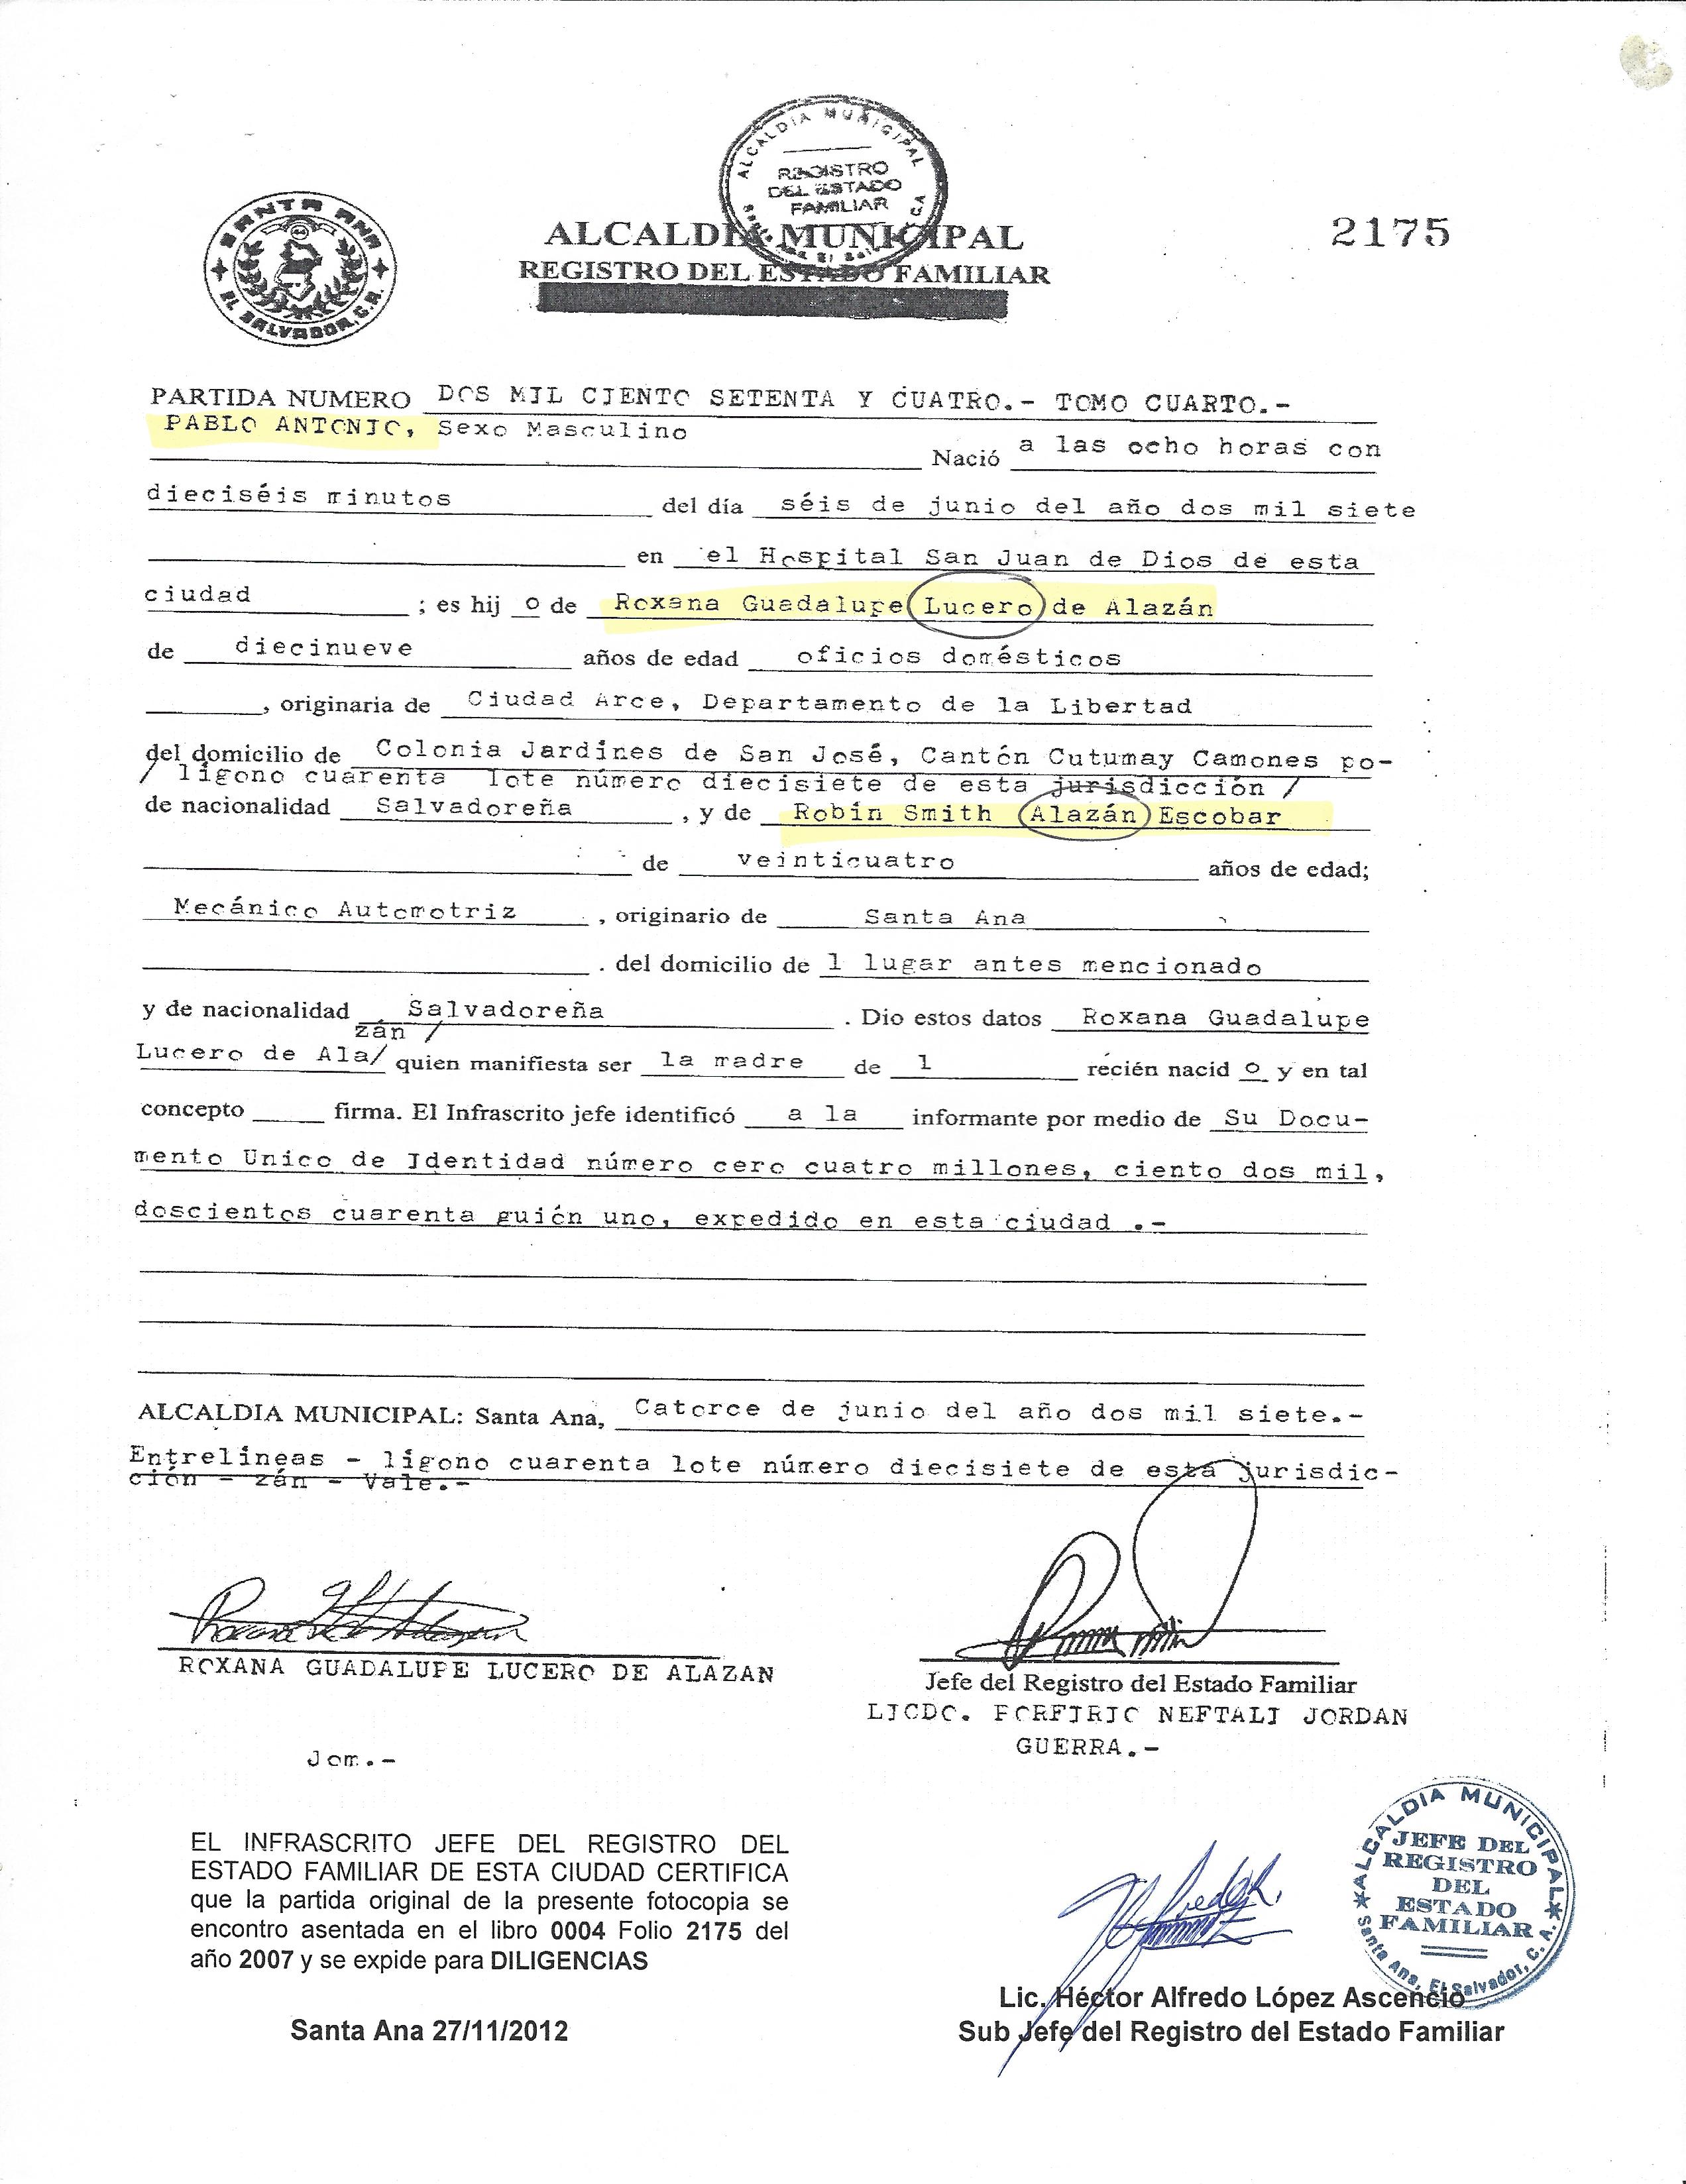 ALCALDIA MUNICIPAL
REGISTRO
DEL ESTADO
FAMILIAR
SANTA ANA
EL SALVADOR, C.A.
ALCALDIA MUNICIPAL
2175
REGISTRO DEL ESTADO FAMILIAR
PARTIDA NUMERO DOS MIL CIENTO SETENTA Y CUATRO.- TOMO CUARTO.-
PABLO ANTONIO, Sexo Masculino
Nació a las ocho horas con
dieciséis minutos del día séis de junio del año dos mil siete
en el Hospital San Juan de Dios de esta
ciudad ; es hij o de Roxana Guadalupe Lucero de Alazán
de diecinueve años de edad oficios domésticos
, originaria de Ciudad Arce, Departamento de la Libertad
del domicilio de Colonia Jardínes de San José, Cantón Cutumay Camones po-
/ lígono cuarenta lote número diecisiete de esta jurisdicción /
de nacionalidad Salvadoreña , y de Robín Smith Alazán Escobar
de veinticuatro años de edad;
Mecánico Automotriz , originario de Santa Ana
. del domicilio de l lugar antes mencionado
y de nacionalidad Salvadoreña . Dio estos datos Roxana Guadalupe
zán /
Lucero de Ala/ quien manifiesta ser la madre de l recién nacid o y en tal
concepto firma. El Infrascrito jefe identificó a la informante por medio de Su Docu-
mento Unico de Identidad número cero cuatro millones, ciento dos mil,
doscientos cuarenta guión uno, expedido en esta ciudad .-
ALCALDIA MUNICIPAL: Santa Ana, Catorce de junio del año dos mil siete.-
Entrelíneas - lígono cuarenta lote número diecisiete de esta jurisdic-
ción - zán - Vale.-
ROXANA GUADALUPE LUCERO DE ALAZAN
Jefe del Registro del Estado Familiar
LICDO. PORFIRIO NEFTALI JORDAN
GUERRA.-
Jom.-
EL INFRASCRITO JEFE DEL REGISTRO DEL
ESTADO FAMILIAR DE ESTA CIUDAD CERTIFICA
que la partida original de la presente fotocopia se
encontro asentada en el libro 0004 Folio 2175 del
año 2007 y se expide para DILIGENCIAS
Santa Ana 27/11/2012
ALCALDIA MUNICIPAL
JEFE DEL
REGISTRO
DEL
ESTADO
FAMILIAR
Santa Ana, El Salvador, C. A.
Lic. Héctor Alfredo López Ascencio
Sub Jefe del Registro del Estado Familiar